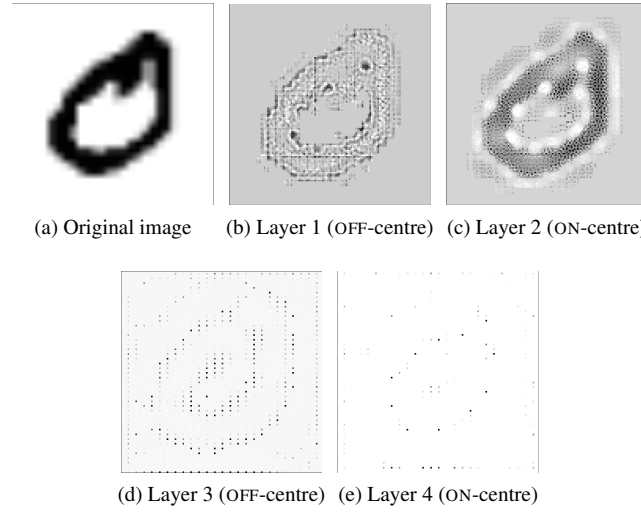 (a) Original image
(b) Layer 1 (OFF-centre)
(c) Layer 2 (ON-centre)
(d) Layer 3 (OFF-centre)
(e) Layer 4 (ON-centre)